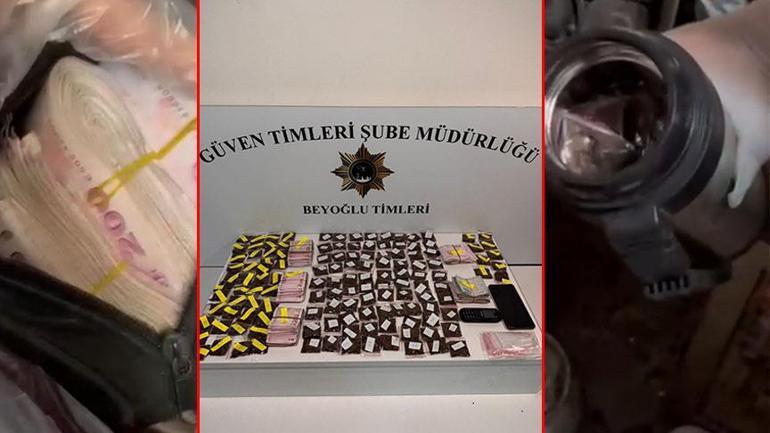 GÜVEN TİMLERİ ŞUBE MÜDÜRLÜĞÜ
BEYOĞLU TİMLERİ